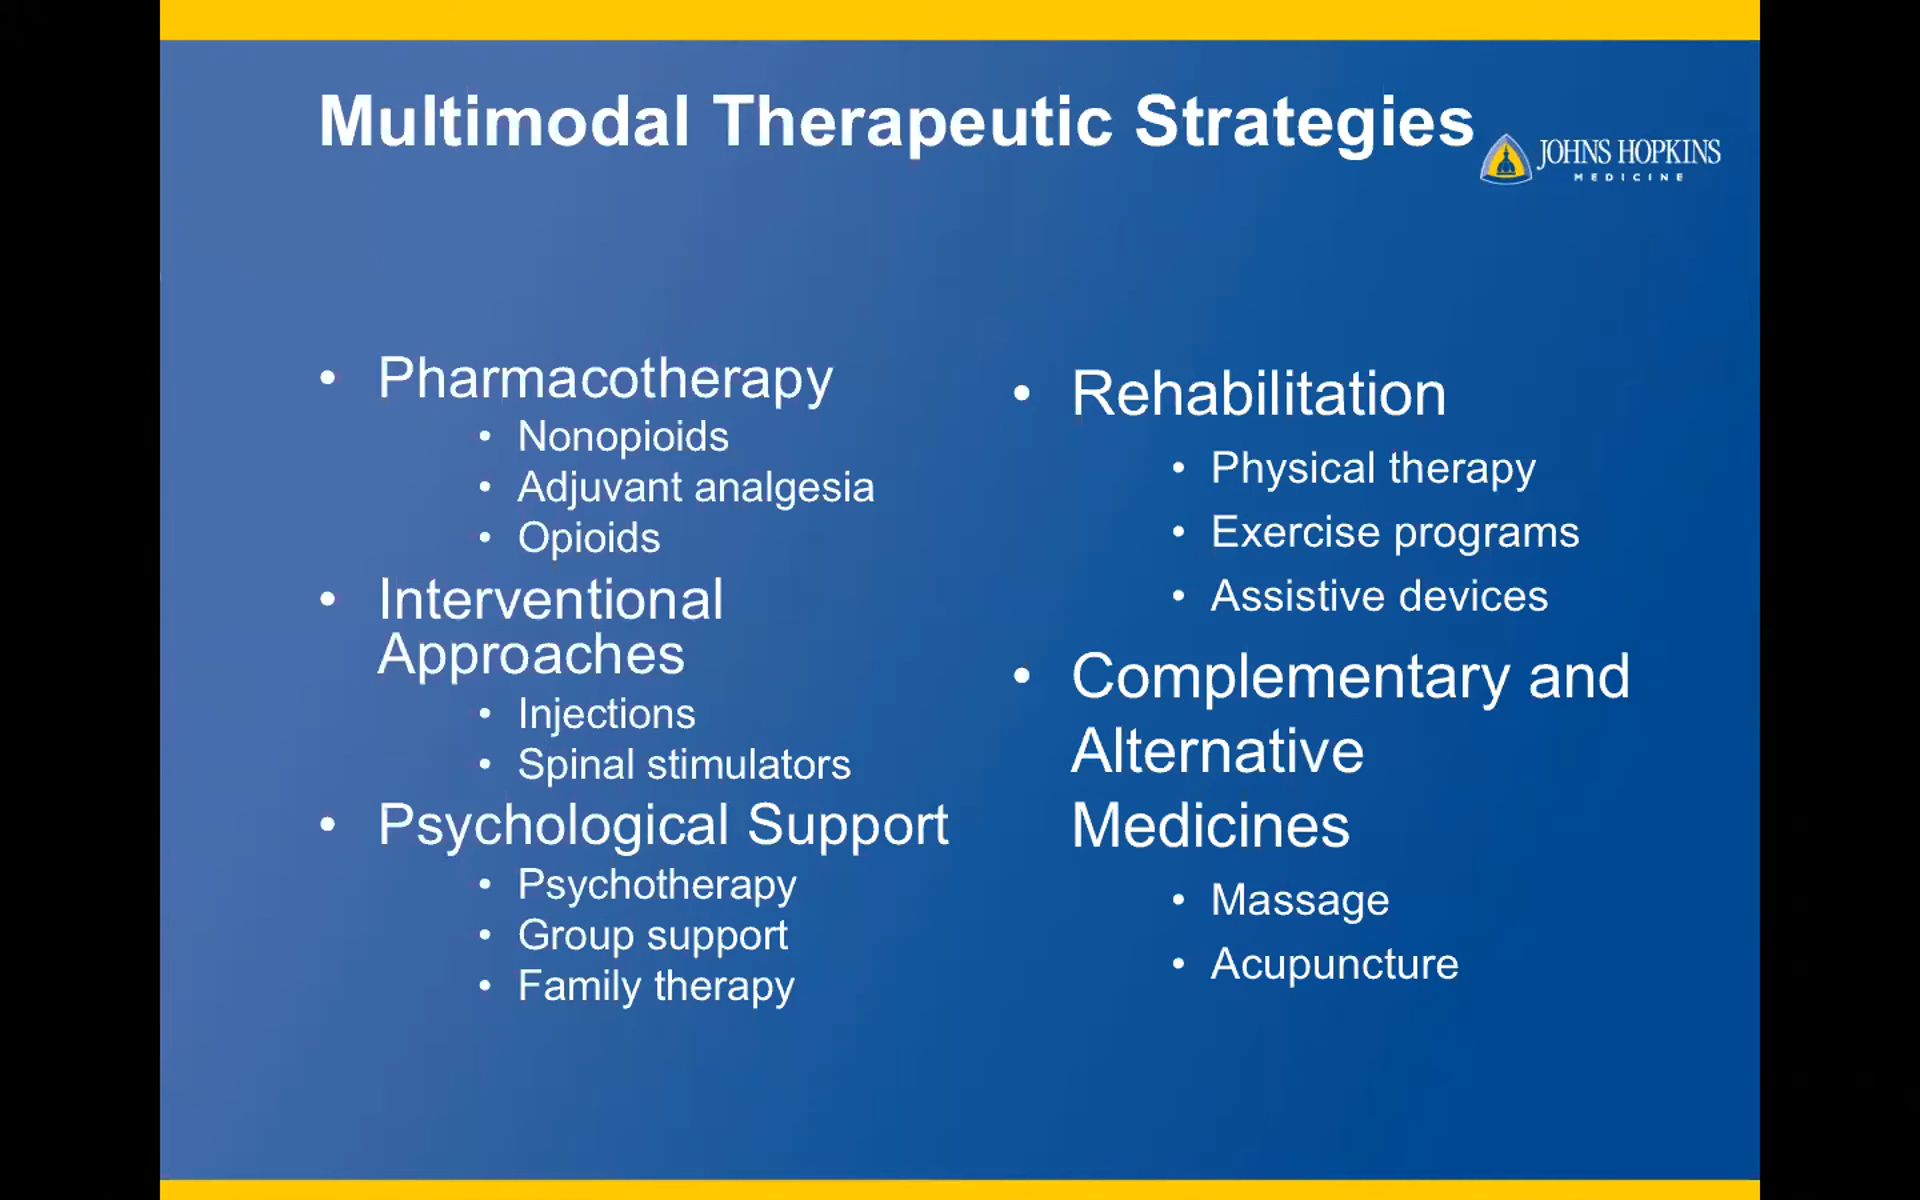 Multimodal Therapeutic Strategies
JOHNS HOPKINS
MEDICINE
• Pharmacotherapy
• Nonopioids
• Adjuvant analgesia
• Opioids
• Interventional
Approaches
• Injections
• Spinal stimulators
• Psychological Support
• Psychotherapy
• Group support
• Family therapy
• Rehabilitation
• Physical therapy
• Exercise programs
• Assistive devices
• Complementary and
Alternative
Medicines
• Massage
• Acupuncture